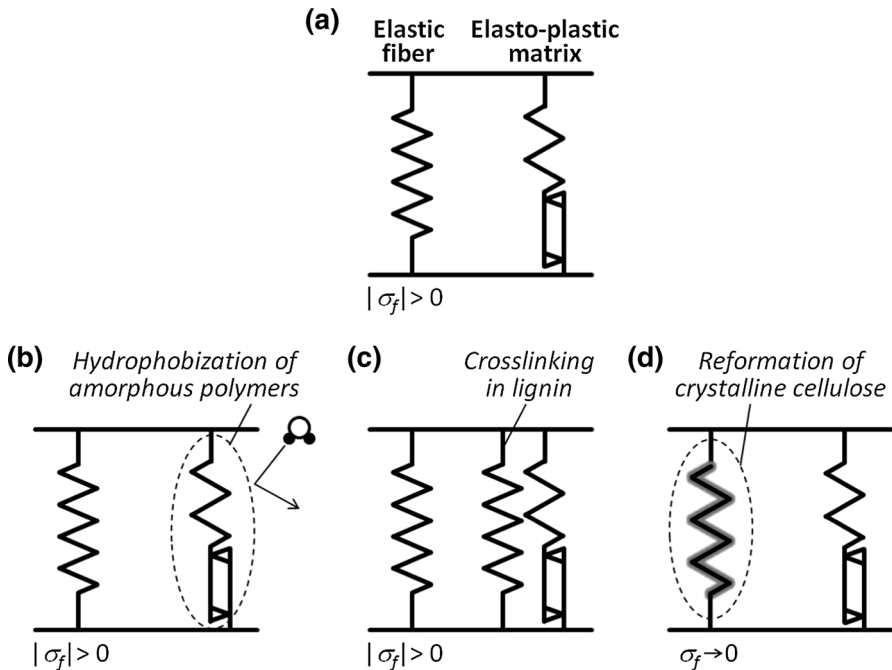 (a)
Elastic
fiber
Elasto-plastic
matrix
|σf| > 0
(b)
Hydrophobization of
amorphous polymers
|σf| > 0
(c)
Crosslinking
in lignin
|σf| > 0
(d)
Reformation of
crystalline cellulose
σf→0